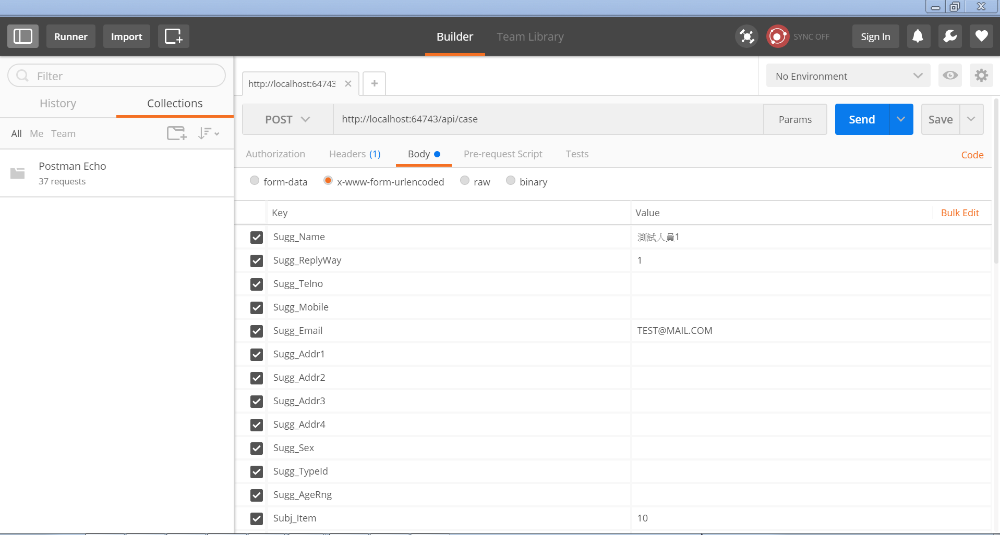 Runner Import Builder Team Library SYNC OFF Sign In
Filter
http://localhost:64743
No Environment
History Collections
POST http://localhost:64743/api/case Params Send Save
All Me Team
Authorization Headers (1) Body Pre-request Script Tests Code
Postman Echo
37 requests
form-data x-www-form-urlencoded raw binary
Key Value Bulk Edit
Sugg_Name 測試人員1
Sugg_ReplyWay 1
Sugg_Telno
Sugg_Mobile
Sugg_Email TEST@MAIL.COM
Sugg_Addr1
Sugg_Addr2
Sugg_Addr3
Sugg_Addr4
Sugg_Sex
Sugg_TypeId
Sugg_AgeRng
Subj_Item 10